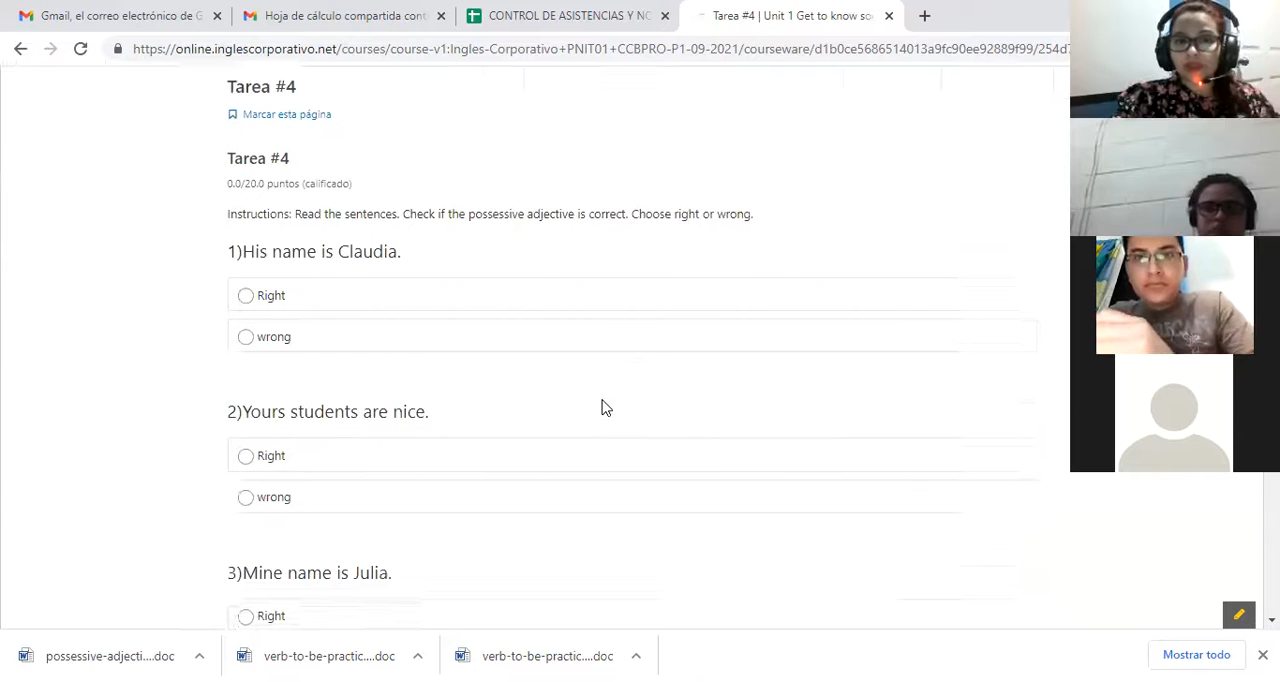 Gmail, el correo electrónico de G
Hoja de cálculo compartida cont
CONTROL DE ASISTENCIAS Y NO
Tarea #4 | Unit 1 Get to know so
https://online.inglescorporativo.net/courses/course-v1:Ingles-Corporativo+PNIT01+CCBPRO-P1-09-2021/courseware/d1b0ce5686514013a9fc90ee92889f99/254d7
Tarea #4
Marcar esta página
Tarea #4
0.0/20.0 puntos (calificado)
Instructions: Read the sentences. Check if the possessive adjective is correct. Choose right or wrong.
1)His name is Claudia.
Right
wrong
2)Yours students are nice.
Right
wrong
3)Mine name is Julia.
Right
possessive-adjecti....doc
verb-to-be-practic....doc
verb-to-be-practic....doc
Mostrar todo